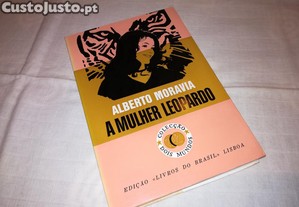 CustoJusto.pt
ALBERTO MORAVIA
A MULHER LEOPARDO
COLECÇÃO
DOIS MUNDOS
EDIÇÃO «LIVROS DO BRASIL» LISBOA